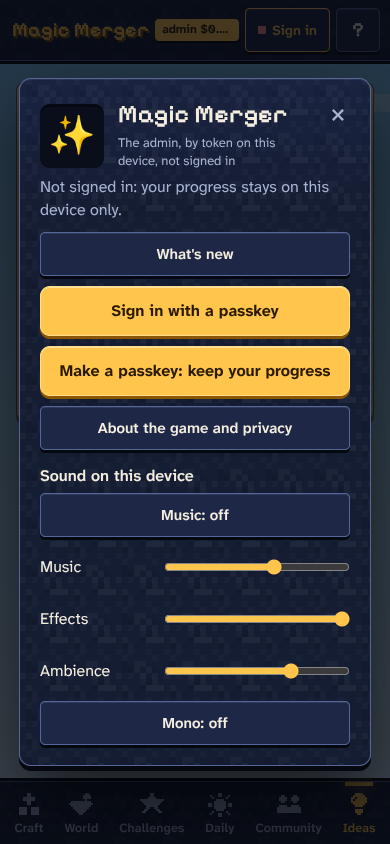 Magic Merger
admin $0....
Sign in
?
Magic Merger
The admin, by token on this
device, not signed in
Not signed in: your progress stays on this
device only.
What's new
Sign in with a passkey
Make a passkey: keep your progress
About the game and privacy
Sound on this device
Music: off
Music
Effects
Ambience
Mono: off
Craft
World
Challenges
Daily
Community
Ideas